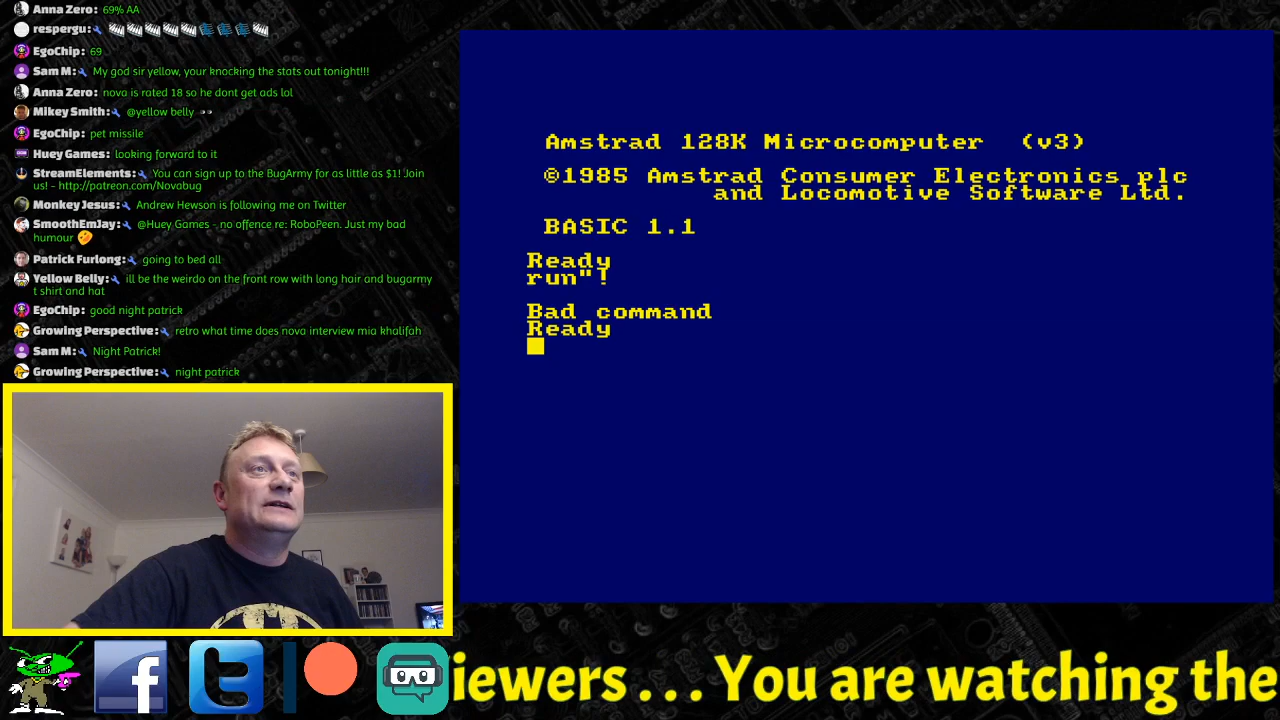 Anna Zero: 69% AA
respergu:
EgoChip: 69
Sam M: My god sir yellow, your knocking the stats out tonight!!!
Anna Zero: nova is rated 18 so he dont get ads lol
Mikey Smith: @yellow belly
EgoChip: pet missile
Huey Games: looking forward to it
StreamElements: You can sign up to the BugArmy for as little as $1! Join
us! - http://patreon.com/Novabug
Monkey Jesus: Andrew Hewson is following me on Twitter
SmoothEmJay: @Huey Games - no offence re: RoboPeen. Just my bad
humour
Patrick Furlong: going to bed all
Yellow Belly: ill be the weirdo on the front row with long hair and bugarmy
t shirt and hat
EgoChip: good night patrick
Growing Perspective: retro what time does nova interview mia khalifah
Sam M: Night Patrick!
Growing Perspective: night patrick
Amstrad 128K Microcomputer (v3)
©1985 Amstrad Consumer Electronics plc
and Locomotive Software Ltd.
BASIC 1.1
Ready
run"!
Bad command
Ready
f
t
iewers . . . You are watching the